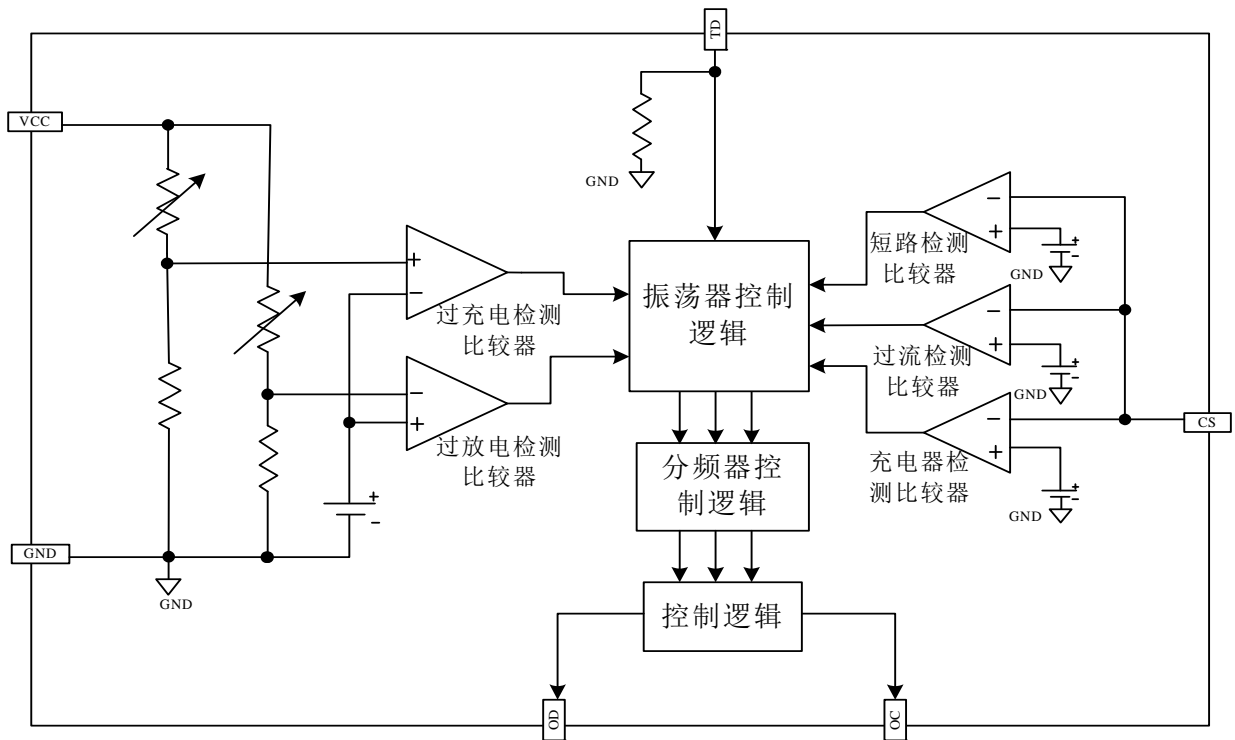 TD
VCC
GND
短路检测
比较器
GND
+
−
−
+
+
−
过充电检测
比较器
振荡器控制
逻辑
−
+
+
−
过流检测
比较器
GND
−
+
过放电检测
比较器
−
+
+
−
充电器检
测比较器
GND
CS
分频器控
制逻辑
+
−
GND
GND
控制逻辑
OD
OC